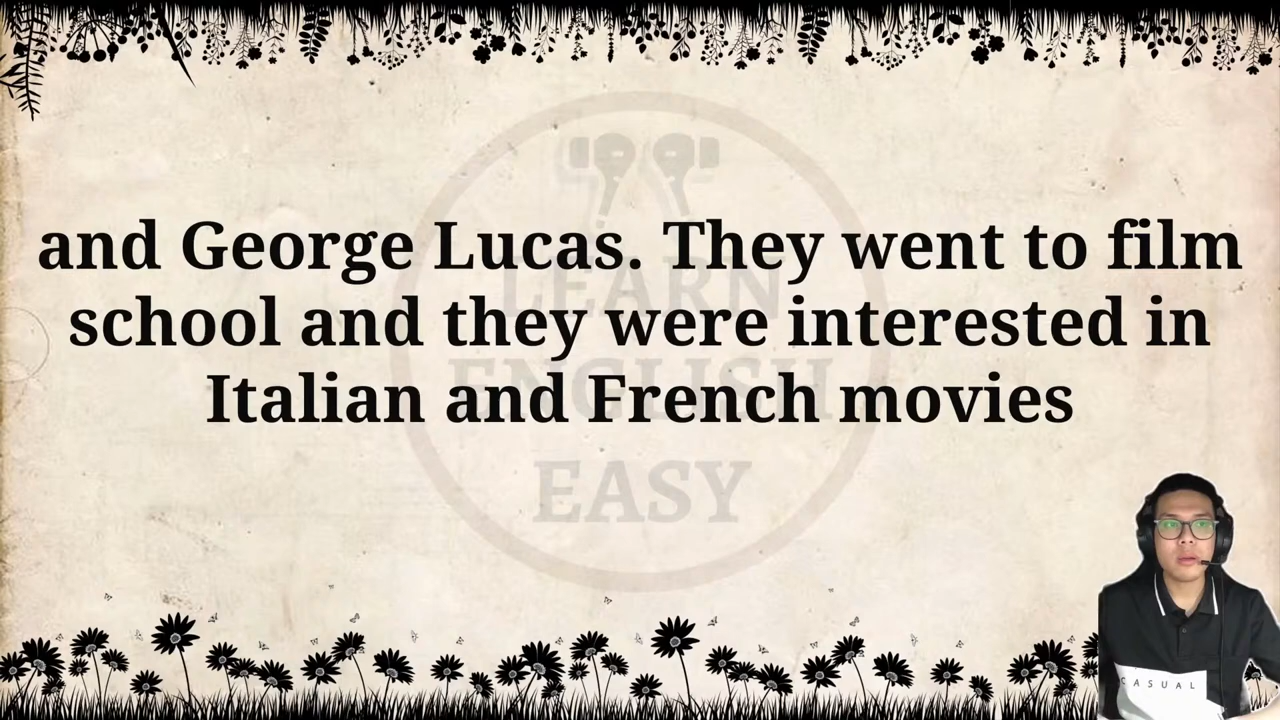 and George Lucas. They went to film
school and they were interested in
Italian and French movies
LEARN
ENGLISH
EASY
CASUAL